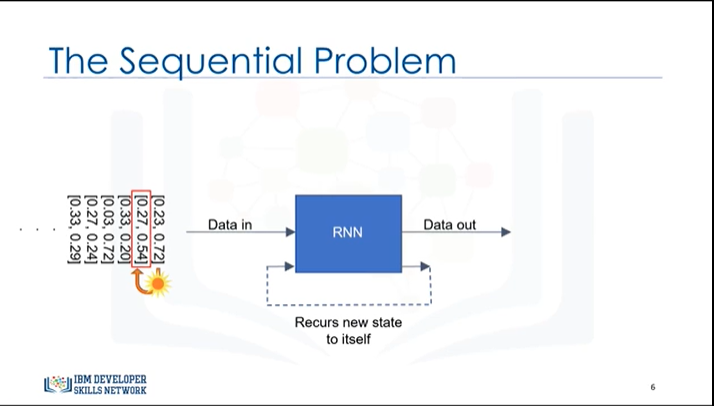 The Sequential Problem
. . .
[0.33, 0.29]
[0.27, 0.24]
[0.03, 0.72]
[0.33, 0.20]
[0.27, 0.54]
[0.23, 0.72]
Data in
RNN
Data out
Recurs new state
to itself
IBM DEVELOPER
SKILLS NETWORK
6